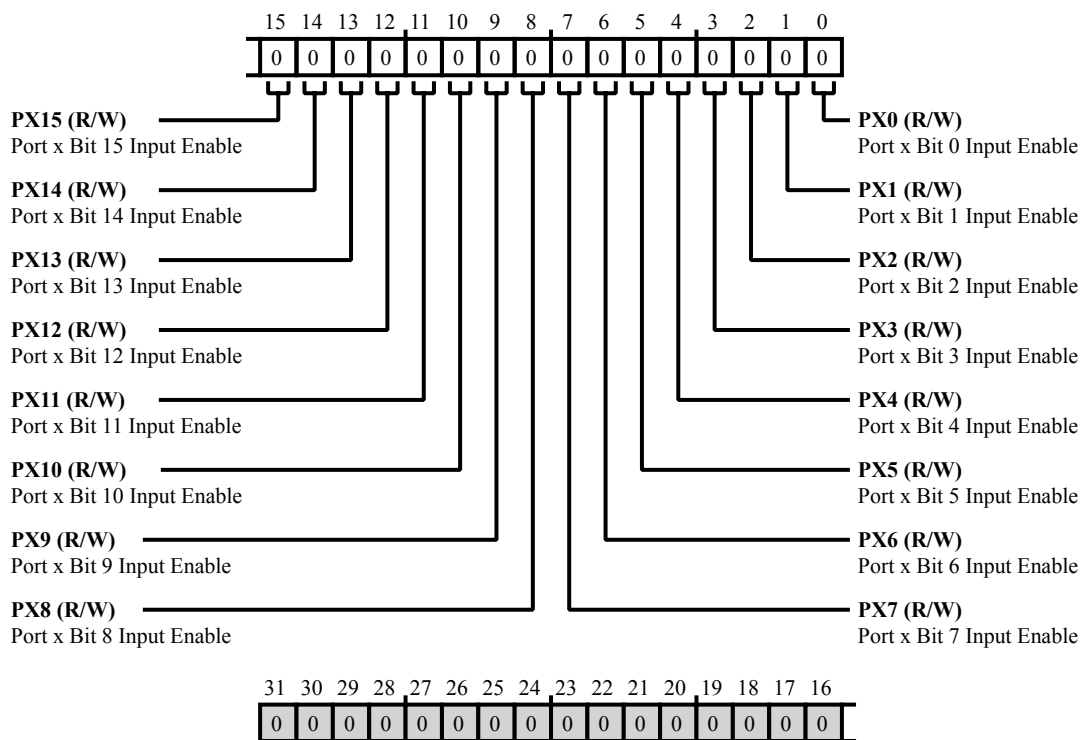 15 14 13 12 11 10 9 8 7 6 5 4 3 2 1 0
0 0 0 0 0 0 0 0 0 0 0 0 0 0 0 0
PX15 (R/W)
Port x Bit 15 Input Enable
PX14 (R/W)
Port x Bit 14 Input Enable
PX13 (R/W)
Port x Bit 13 Input Enable
PX12 (R/W)
Port x Bit 12 Input Enable
PX11 (R/W)
Port x Bit 11 Input Enable
PX10 (R/W)
Port x Bit 10 Input Enable
PX9 (R/W)
Port x Bit 9 Input Enable
PX8 (R/W)
Port x Bit 8 Input Enable
PX0 (R/W)
Port x Bit 0 Input Enable
PX1 (R/W)
Port x Bit 1 Input Enable
PX2 (R/W)
Port x Bit 2 Input Enable
PX3 (R/W)
Port x Bit 3 Input Enable
PX4 (R/W)
Port x Bit 4 Input Enable
PX5 (R/W)
Port x Bit 5 Input Enable
PX6 (R/W)
Port x Bit 6 Input Enable
PX7 (R/W)
Port x Bit 7 Input Enable
31 30 29 28 27 26 25 24 23 22 21 20 19 18 17 16
0 0 0 0 0 0 0 0 0 0 0 0 0 0 0 0